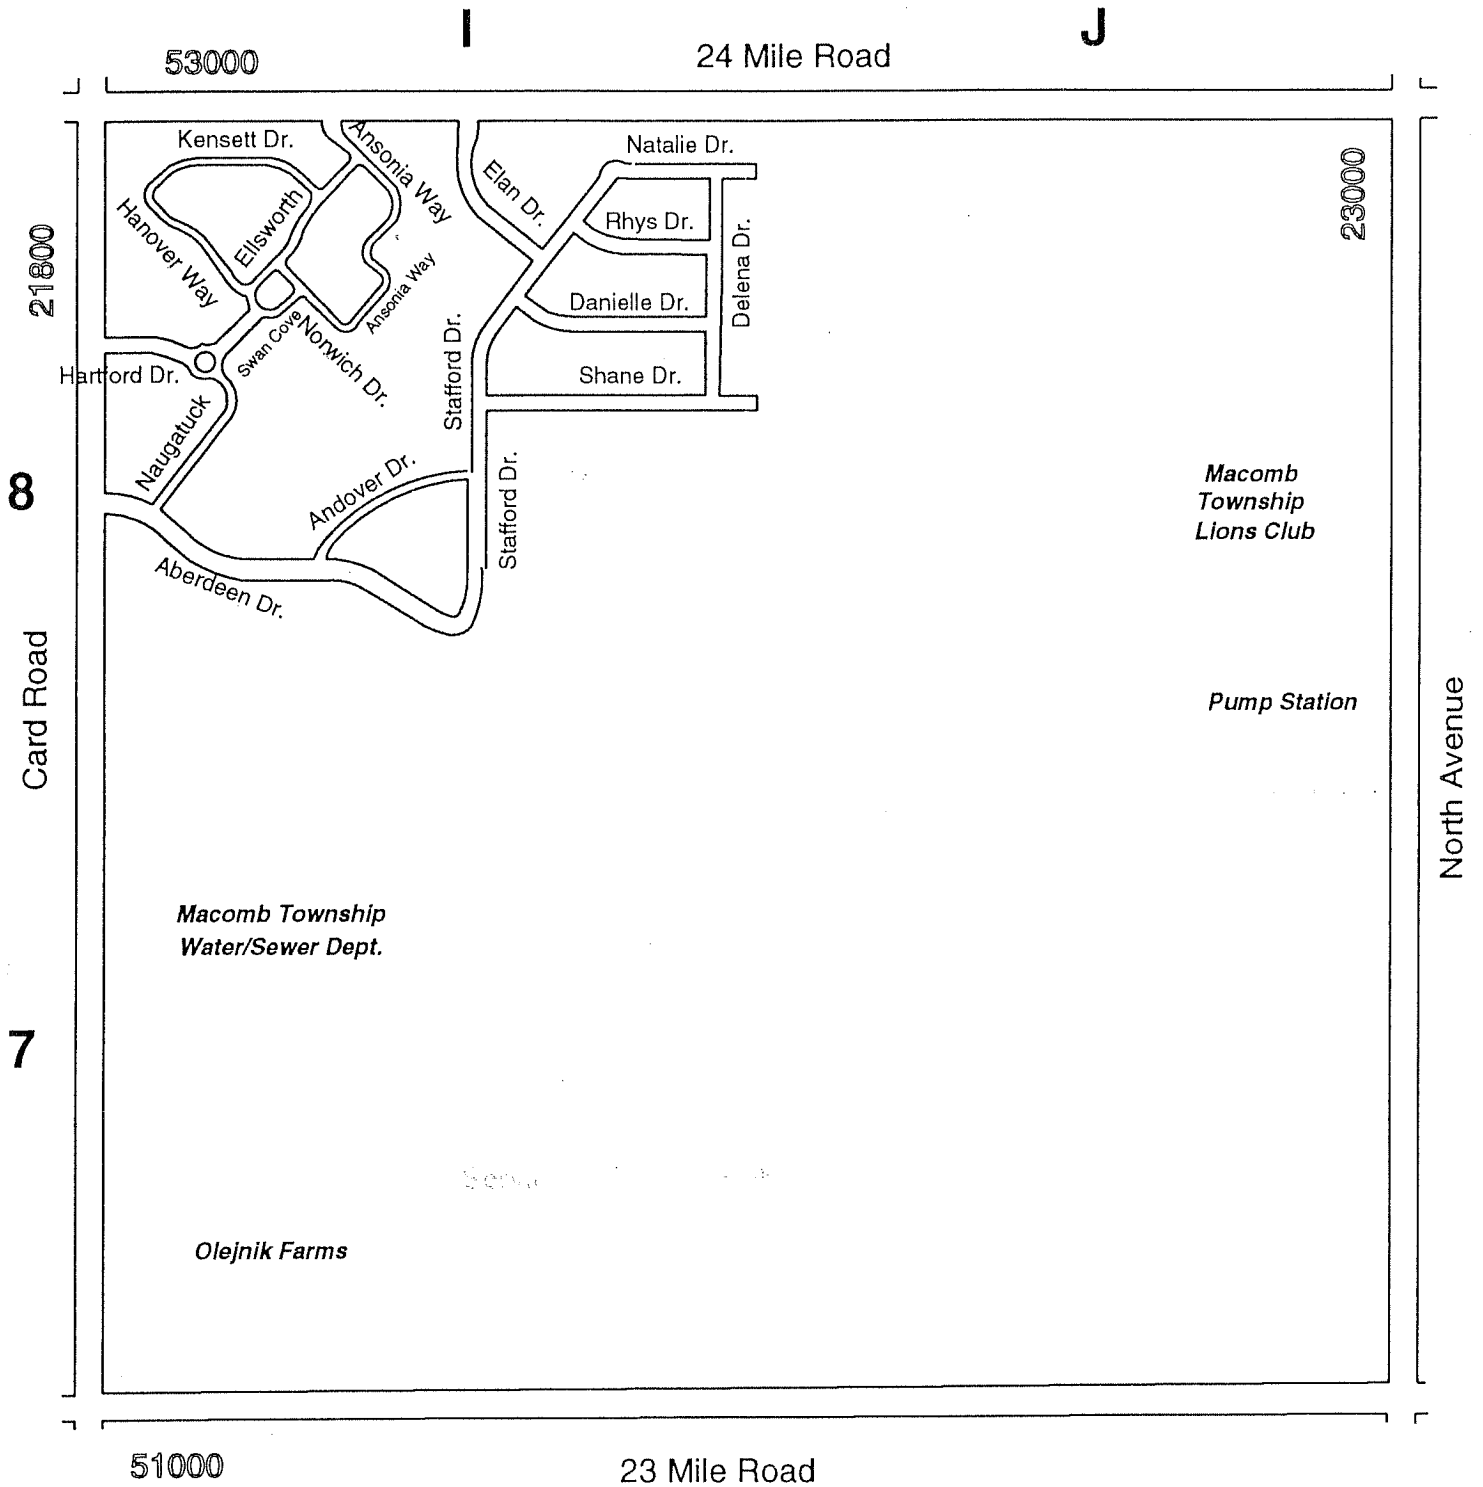 I
J
53000
24 Mile Road
Kensett Dr.
Ansonia Way
Natalie Dr.
Elan Dr.
23000
Hanover Way
Ellsworth
Rhys Dr.
21800
Delena Dr.
Ansonia Way
Danielle Dr.
Swan Cove
Norwich Dr.
Stafford Dr.
Hartford Dr.
Shane Dr.
Naugatuck
8
Andover Dr.
Stafford Dr.
Macomb
Township
Lions Club
Aberdeen Dr.
Card Road
Pump Station
North Avenue
Macomb Township
Water/Sewer Dept.
7
Olejnik Farms
51000
23 Mile Road